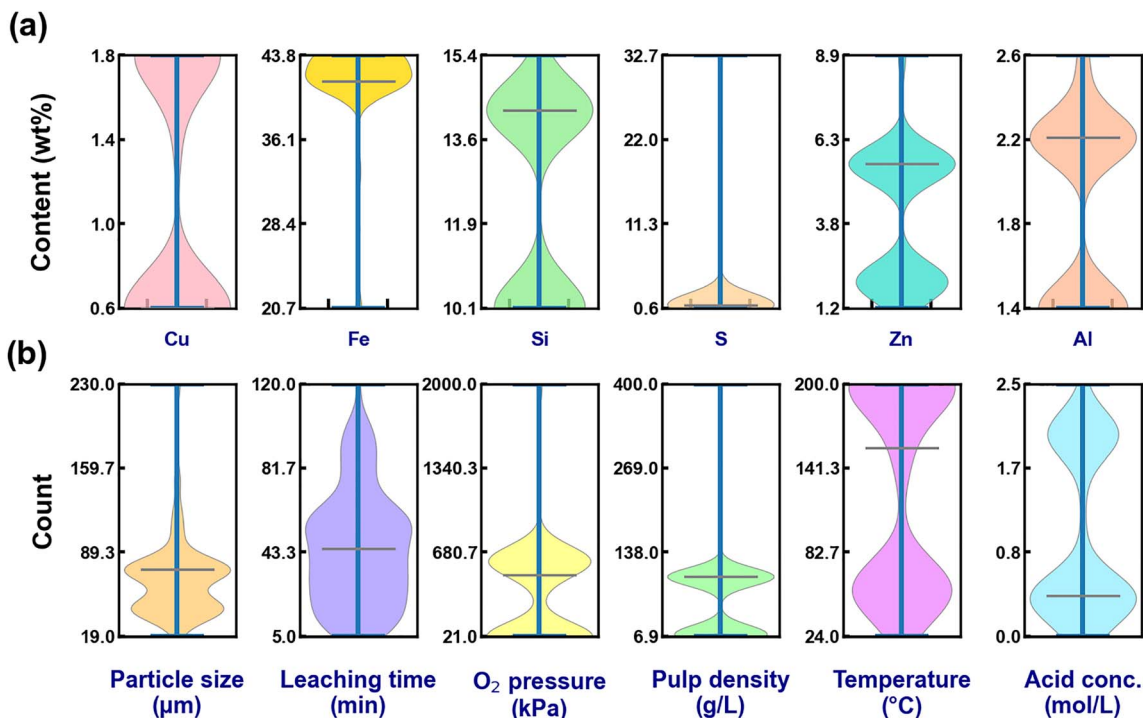 (a)
Content (wt%)
1.8
1.4
1.0
0.6
Cu
43.8
36.1
28.4
20.7
Fe
15.4
13.6
11.9
10.1
Si
32.7
22.0
11.3
0.6
S
8.9
6.3
3.8
1.2
Zn
2.6
2.2
1.8
1.4
Al
(b)
Count
230.0
159.7
89.3
19.0
Particle size
(µm)
120.0
81.7
43.3
5.0
Leaching time
(min)
2000.0
1340.3
680.7
21.0
O₂ pressure
(kPa)
400.0
269.0
138.0
6.9
Pulp density
(g/L)
200.0
141.3
82.7
24.0
Temperature
(°C)
2.5
1.7
0.8
0.0
Acid conc.
(mol/L)